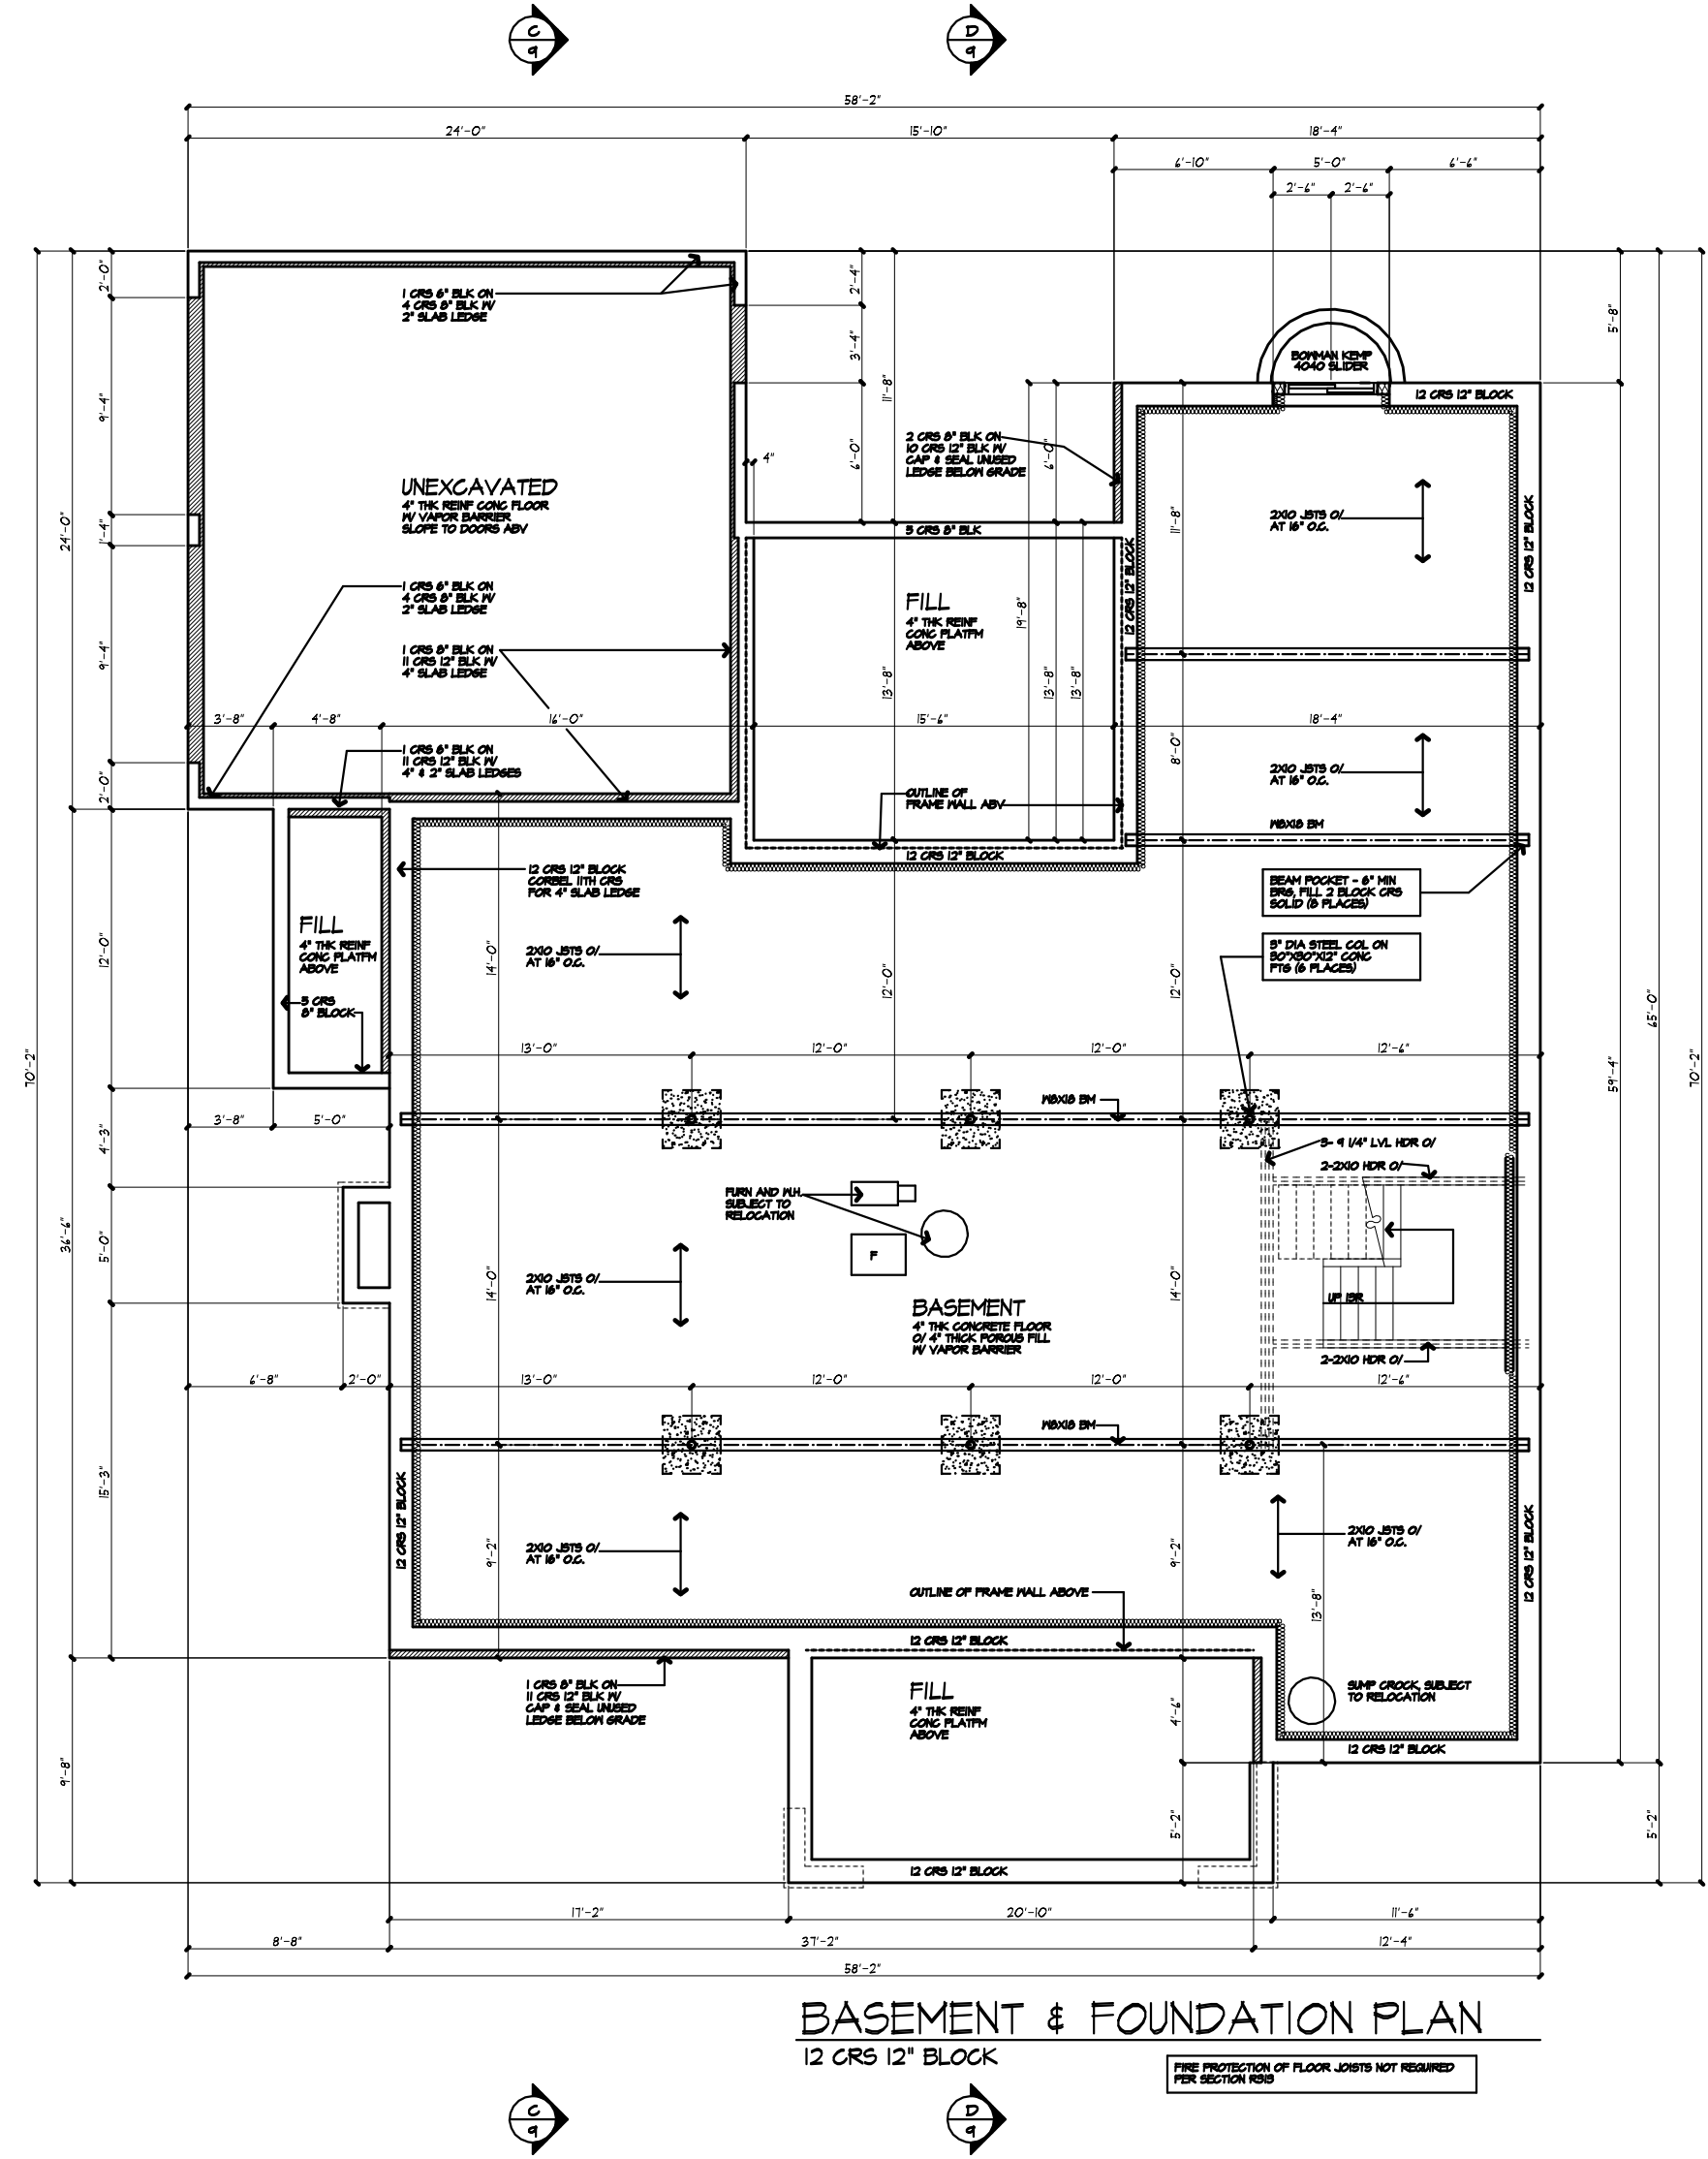 C
9
D
9
58'-2"
24'-0"
15'-10"
18'-4"
6'-10"
5'-0"
6'-6"
2'-6"
2'-6"
2'-0"
9'-4"
1'-4"
9'-4"
2'-0"
24'-0"
12'-0"
4'-3"
5'-0"
15'-3"
36'-6"
9'-8"
70'-2"
1 CRS 6" BLK ON
4 CRS 8" BLK W/
2" SLAB LEDGE
2'-4"
3'-4"
6'-0"
11'-8"
4"
BOWMAN KEMP
4040 SLIDER
12 CRS 12" BLOCK
5'-8"
2 CRS 8" BLK ON
10 CRS 12" BLK W/
CAP & SEAL UNUSED
LEDGE BELOW GRADE
6'-0"
UNEXCAVATED
4" THK REINF CONC FLOOR
W/ VAPOR BARRIER
SLOPE TO DOORS ABV
5 CRS 8" BLK
12 CRS 12" BLOCK
11'-8"
2X10 JSTS O/
AT 16" O.C.
12 CRS 12" BLOCK
1 CRS 6" BLK ON
4 CRS 8" BLK W/
2" SLAB LEDGE
FILL
4" THK REINF
CONC PLATFM
ABOVE
19'-8"
13'-8"
13'-8"
13'-8"
1 CRS 8" BLK ON
11 CRS 12" BLK W/
4" SLAB LEDGE
3'-8"
4'-8"
16'-0"
15'-6"
18'-4"
8'-0"
1 CRS 6" BLK ON
11 CRS 12" BLK W/
4" & 2" SLAB LEDGES
2X10 JSTS O/
AT 16" O.C.
OUTLINE OF
FRAME WALL ABV
W8X18 BM
12 CRS 12" BLOCK
12 CRS 12" BLOCK
CORBEL 11TH CRS
FOR 4" SLAB LEDGE
BEAM POCKET - 6" MIN
BRG, FILL 2 BLOCK CRS
SOLID (8 PLACES)
FILL
4" THK REINF
CONC PLATFM
ABOVE
5 CRS
8" BLOCK
2X10 JSTS O/
AT 16" O.C.
14'-0"
12'-0"
12'-0"
3" DIA STEEL COL ON
30"X30"X12" CONC
FTG (6 PLACES)
13'-0"
12'-0"
12'-0"
12'-6"
65'-0"
59'-4"
70'-2"
3'-8"
5'-0"
W8X18 BM
3- 9 1/4" LVL HDR O/
2-2X10 HDR O/
FURN AND W.H.
SUBJECT TO
RELOCATION
F
2X10 JSTS O/
AT 16" O.C.
14'-0"
14'-0"
UP 13R
BASEMENT
4" THK CONCRETE FLOOR
O/ 4" THICK POROUS FILL
W/ VAPOR BARRIER
2-2X10 HDR O/
6'-8"
2'-0"
13'-0"
12'-0"
12'-0"
12'-6"
W8X18 BM
12 CRS 12" BLOCK
2X10 JSTS O/
AT 16" O.C.
9'-2"
9'-2"
2X10 JSTS O/
AT 16" O.C.
13'-8"
12 CRS 12" BLOCK
OUTLINE OF FRAME WALL ABOVE
12 CRS 12" BLOCK
1 CRS 8" BLK ON
11 CRS 12" BLK W/
CAP & SEAL UNUSED
LEDGE BELOW GRADE
FILL
4" THK REINF
CONC PLATFM
ABOVE
4'-6"
SUMP CROCK, SUBJECT
TO RELOCATION
12 CRS 12" BLOCK
5'-2"
5'-2"
12 CRS 12" BLOCK
17'-2"
20'-10"
11'-6"
8'-8"
37'-2"
12'-4"
58'-2"
BASEMENT & FOUNDATION PLAN
12 CRS 12" BLOCK
FIRE PROTECTION OF FLOOR JOISTS NOT REQUIRED
PER SECTION R313
C
9
D
9